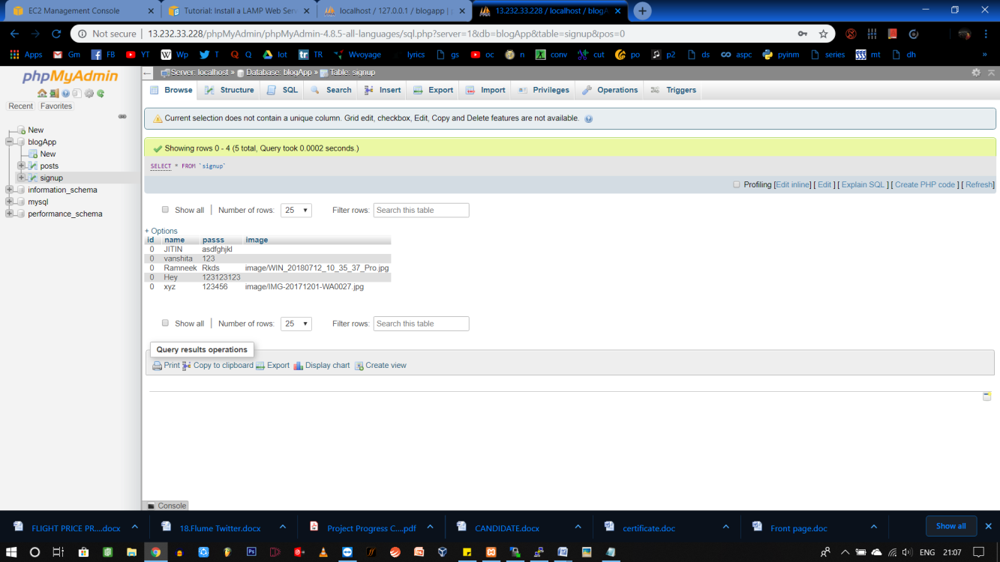 EC2 Management Console
Tutorial: Install a LAMP Web Serv
localhost / 127.0.0.1 / blogapp | p
13.232.33.228 / localhost / blogA
Not secure | 13.232.33.228/phpMyAdmin/phpMyAdmin-4.8.5-all-languages/sql.php?server=1&db=blogApp&table=signup&pos=0
Apps Gm FB YT Wp T Q Iot TR Wvoyage lyrics gs oc n conv cut po p2 ds aspc pyinm series mt dh »
phpMyAdmin
Recent Favorites
New
blogApp
New
posts
signup
information_schema
mysql
performance_schema
Server: localhost » Database: blogApp » Table: signup
Browse Structure SQL Search Insert Export Import Privileges Operations Triggers
Current selection does not contain a unique column. Grid edit, checkbox, Edit, Copy and Delete features are not available.
Showing rows 0 - 4 (5 total, Query took 0.0002 seconds.)
SELECT * FROM `signup`
Profiling [Edit inline] [ Edit ] [ Explain SQL ] [ Create PHP code ] [ Refresh]
Show all | Number of rows: 25 Filter rows: Search this table
+ Options
id name passs image
0 JITIN asdfghjkl
0 vanshita 123
0 Ramneek Rkds image/WIN_20180712_10_35_37_Pro.jpg
0 Hey 123123123
0 xyz 123456 image/IMG-20171201-WA0027.jpg
Show all | Number of rows: 25 Filter rows: Search this table
Query results operations
Print Copy to clipboard Export Display chart Create view
Console
FLIGHT PRICE PR....docx 18.Flume Twitter.docx Project Progress C....pdf CANDIDATE.docx certificate.doc Front page.doc Show all
ENG 21:07